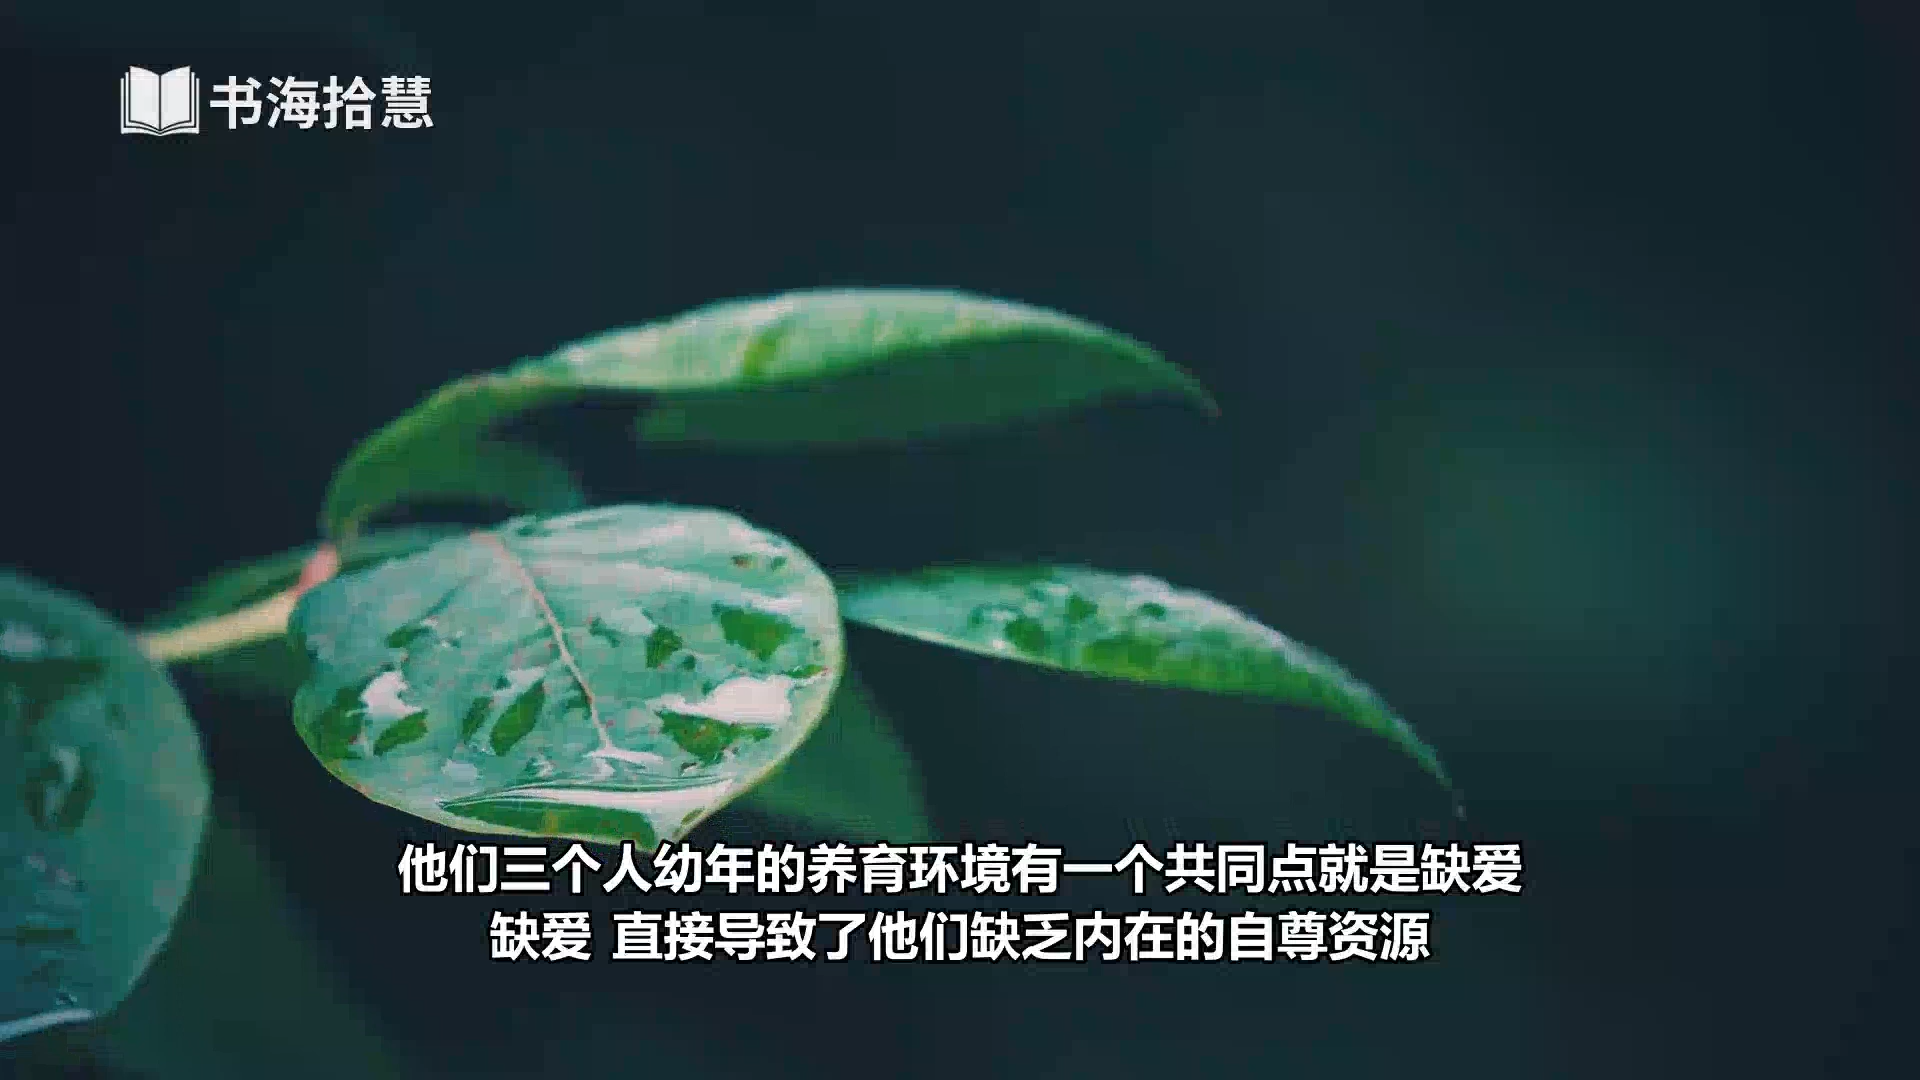 书海拾慧
他们三个人幼年的养育环境有一个共同点就是缺爱
缺爱 直接导致了他们缺乏内在的自尊资源